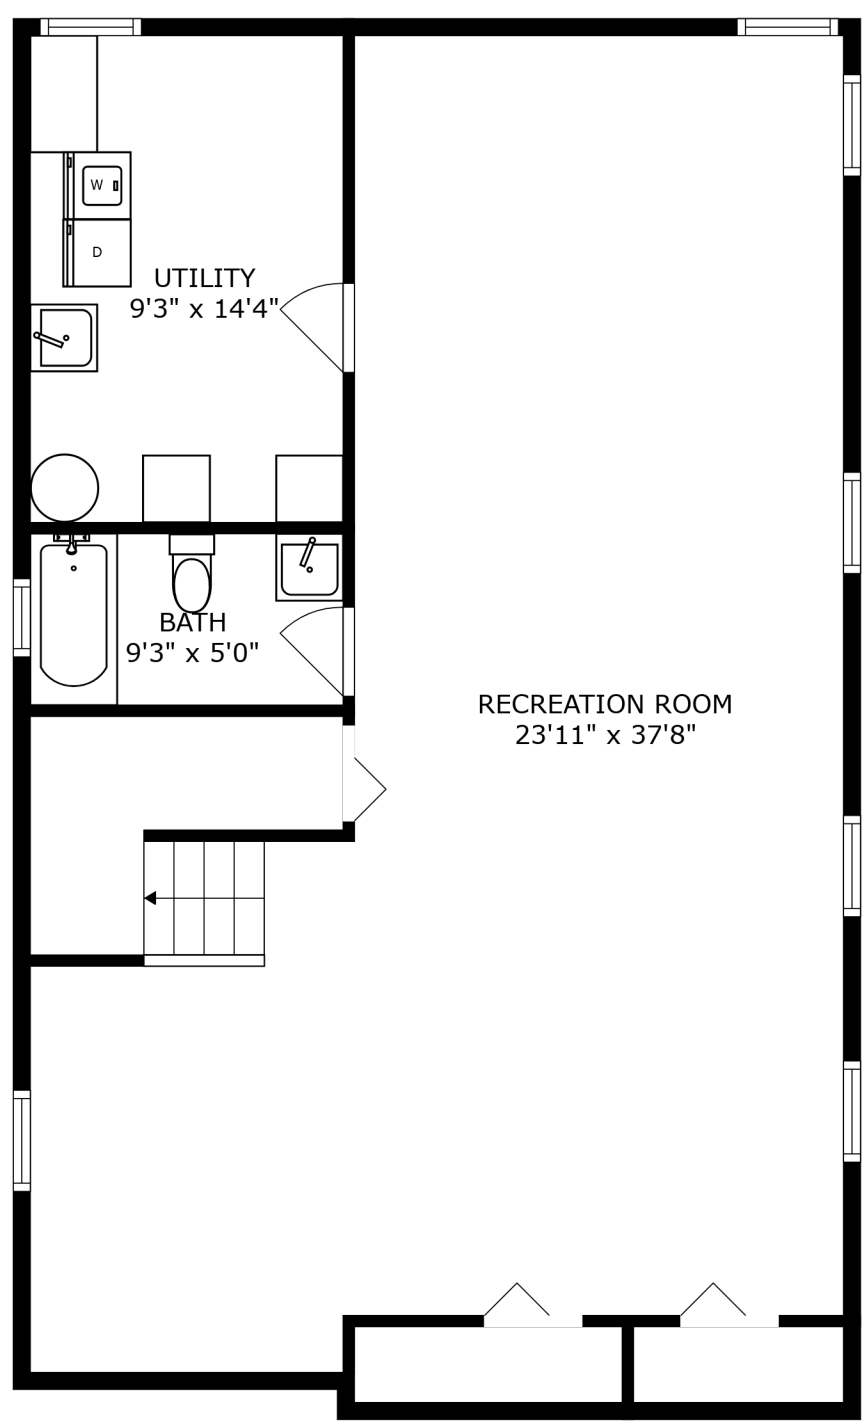 W
D
UTILITY
9'3" x 14'4"
BATH
9'3" x 5'0"
RECREATION ROOM
23'11" x 37'8"